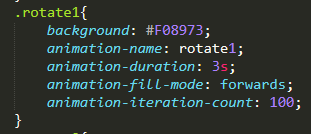 .rotate1{
background: #F08973;
animation-name: rotate1;
animation-duration: 3s;
animation-fill-mode: forwards;
animation-iteration-count: 100;
}